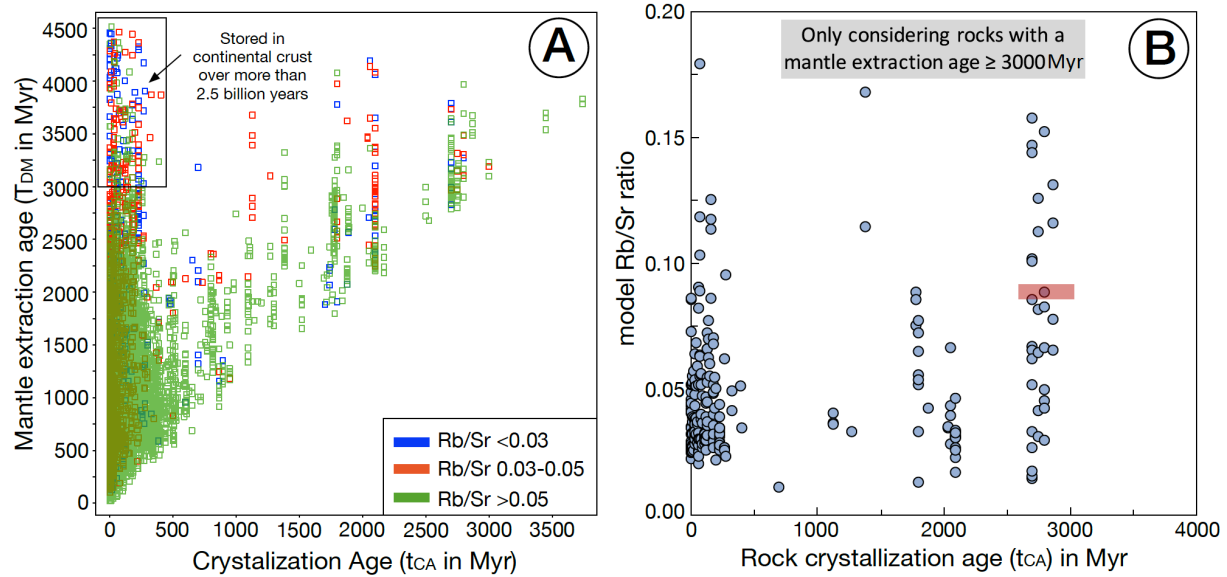 A
Stored in
continental crust
over more than
2.5 billion years
Mantle extraction age (TDM in Myr)
4500
4000
3500
3000
2500
2000
1500
1000
500
0
Rb/Sr <0.03
Rb/Sr 0.03-0.05
Rb/Sr >0.05
0 500 1000 1500 2000 2500 3000 3500
Crystalization Age (tCA in Myr)
B
Only considering rocks with a
mantle extraction age ≥ 3000Myr
model Rb/Sr ratio
0.20
0.15
0.10
0.05
0.00
0 1000 2000 3000 4000
Rock crystallization age (tCA) in Myr